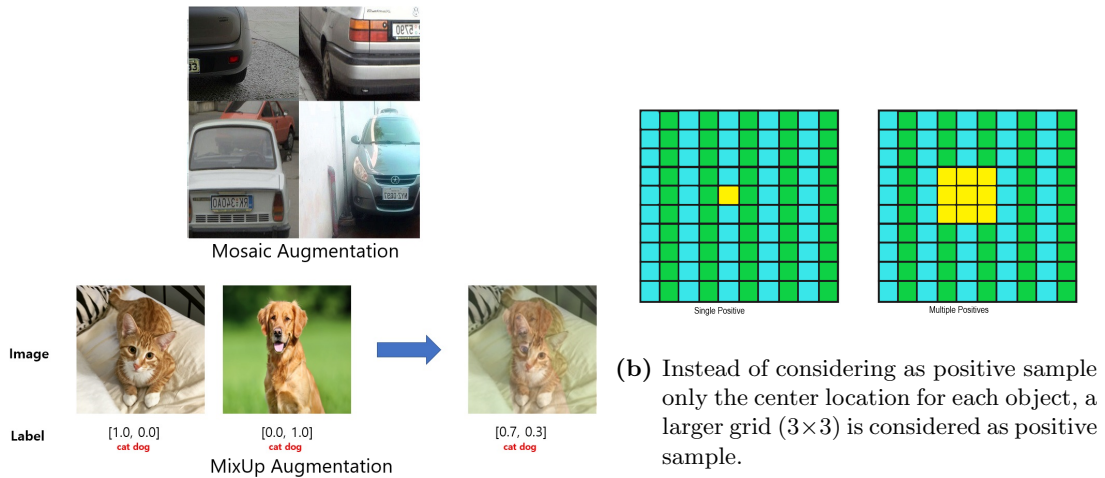 Mosaic Augmentation
Image
Label
[1.0, 0.0]
cat dog
[0.0, 1.0]
cat dog
[0.7, 0.3]
cat dog
MixUp Augmentation
Single Positive
Multiple Positives
(b) Instead of considering as positive sample
only the center location for each object, a
larger grid (3×3) is considered as positive
sample.